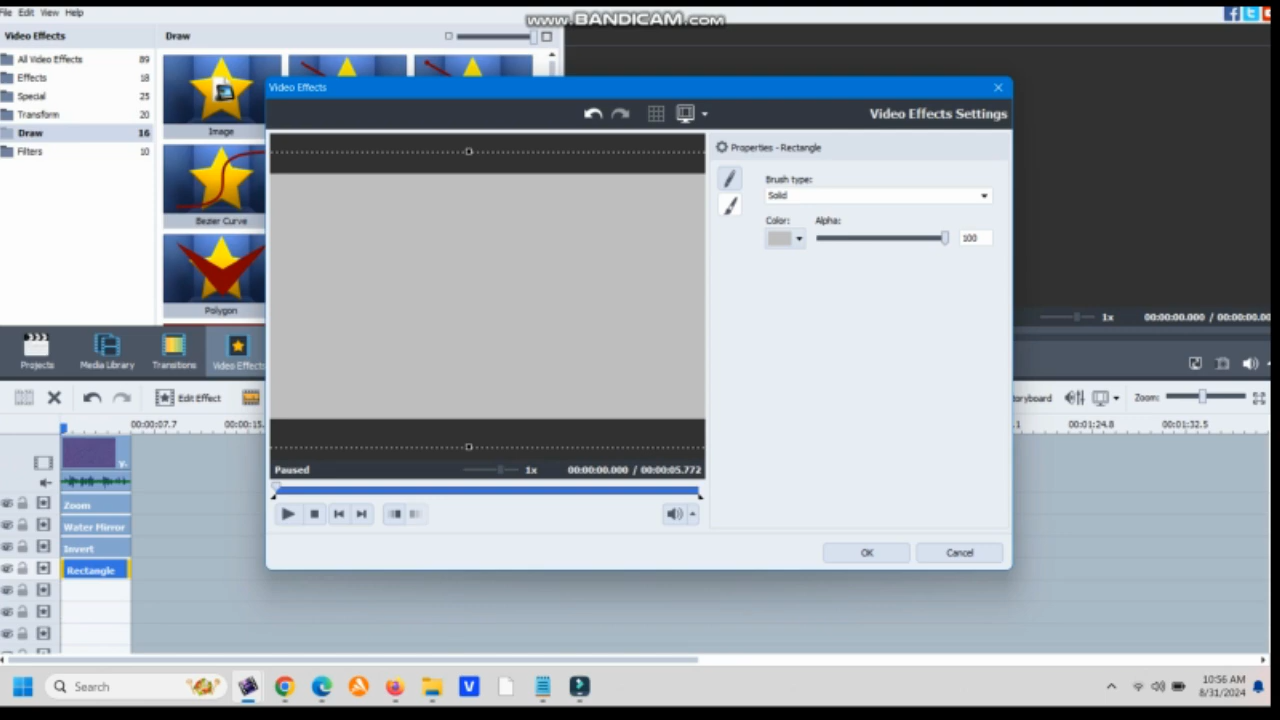 www.BANDICAM.com
File Edit View Help
Video Effects
All Video Effects 89
Effects 18
Special 25
Transform 20
Draw 16
Filters 10
Draw
Image
Bezier Curve
Polygon
Video Effects
Video Effects Settings
Properties - Rectangle
Brush type:
Solid
Color: Alpha:
100
Paused 1x 00:00:00.000 / 00:00:05.772
OK Cancel
1x 00:00:00.000 / 00:00:00.00
Projects Media Library Transitions Video Effects
Edit Effect
toryboard Zoom:
00:00:07.7 00:00:15. .1 00:01:24.8 00:01:32.5
Zoom
Water Mirror
Invert
Rectangle
Search
10:56 AM
8/31/2024